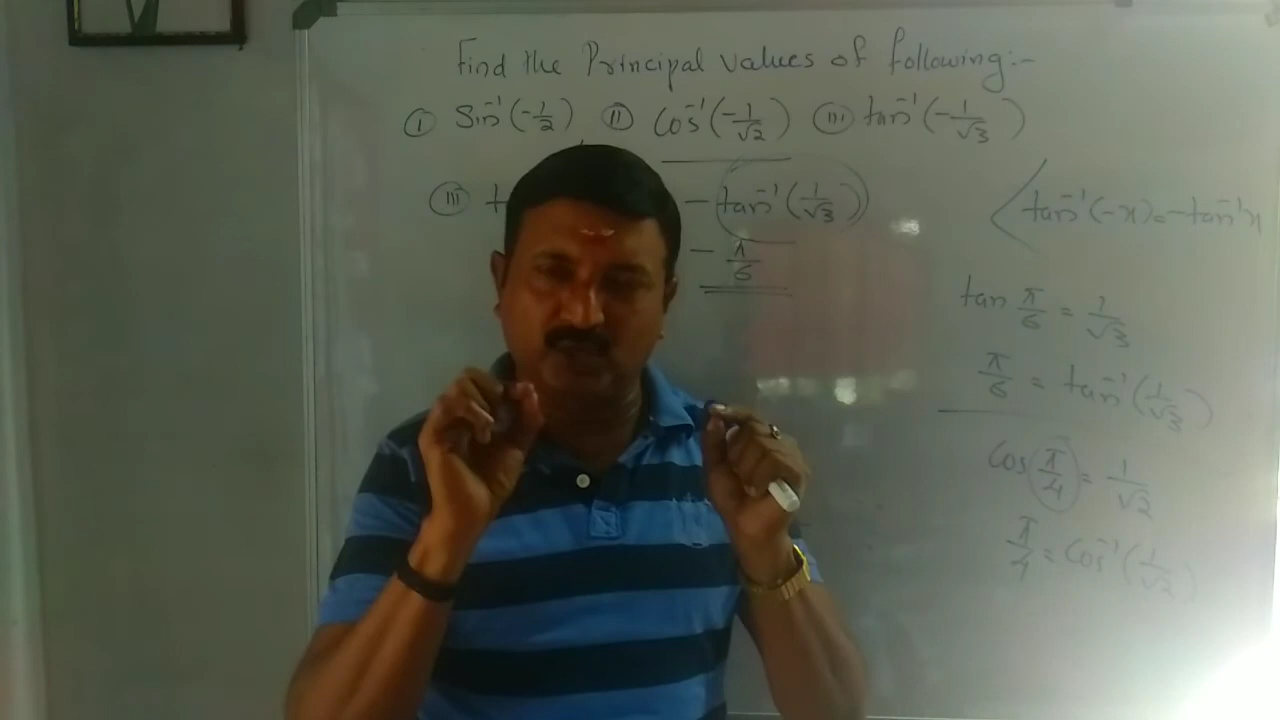 Find the Principal values of following:-
(I) Sin⁻¹(-1/2) (II) Cos⁻¹(-1/√2) (III) tan⁻¹(-1/√3)
(III) t - tan⁻¹(1/√3)
- π/6
tan⁻¹(-x) = -tan⁻¹x
tan π/6 = 1/√3
π/6 = tan⁻¹(1/√3)
Cos π/4 = 1/√2
π/4 = Cos⁻¹(1/√2)